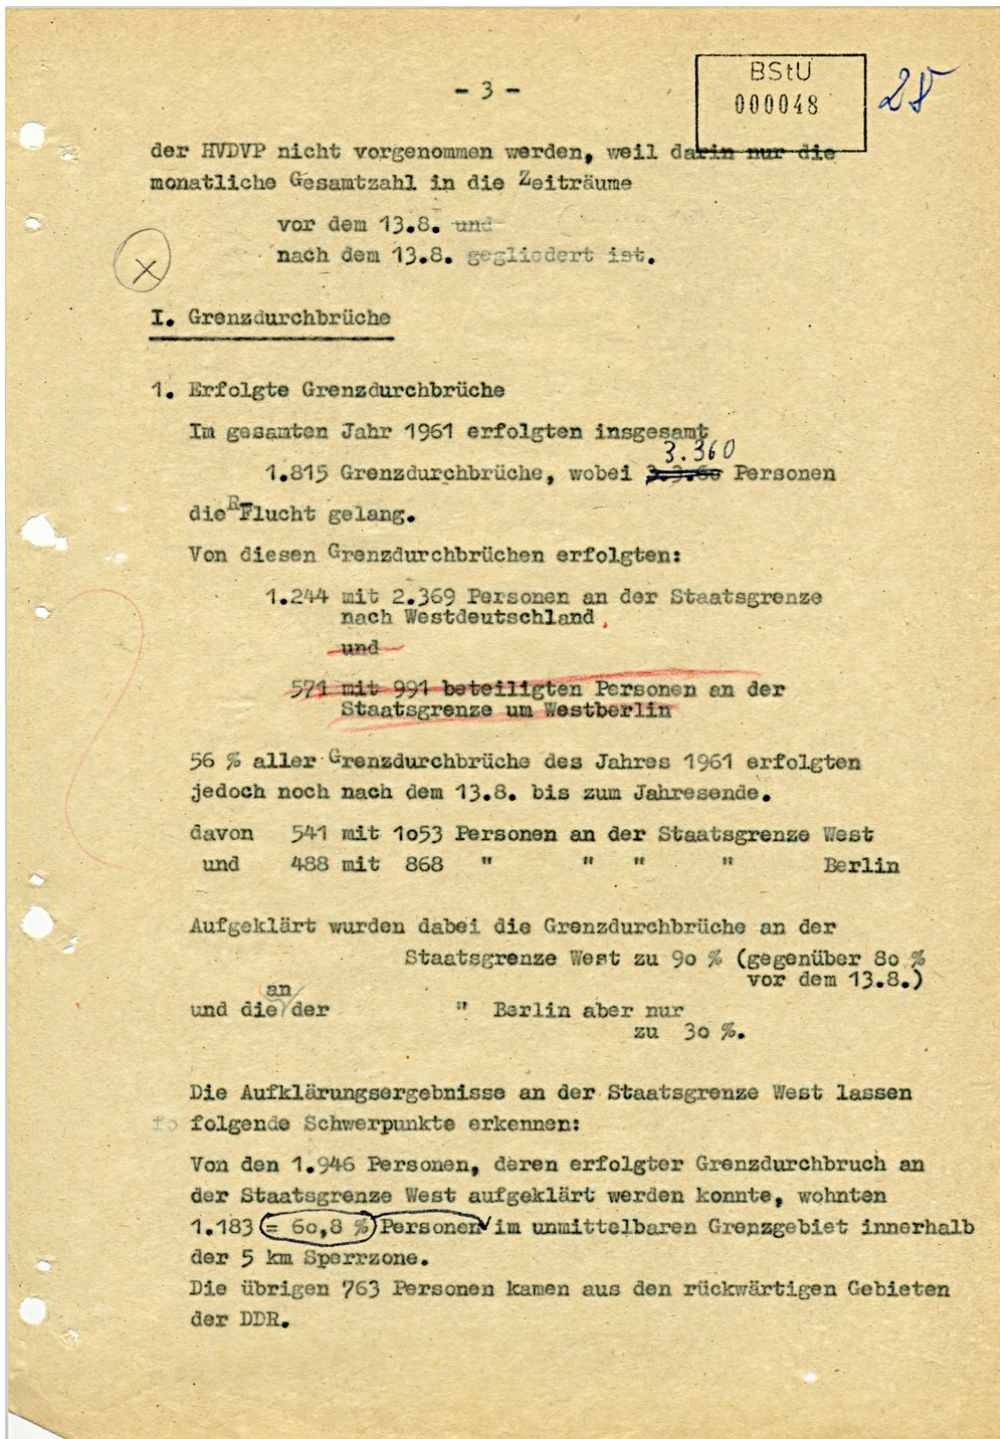 - 3 -
BStU
000048
28
der HVDVP nicht vorgenommen werden, weil darin nur die
monatliche Gesamtzahl in die Zeiträume
vor dem 13.8. und
nach dem 13.8. gegliedert ist.
I. Grenzdurchbrüche
1. Erfolgte Grenzdurchbrüche
Im gesamten Jahr 1961 erfolgten insgesamt
3.360
1.815 Grenzdurchbrüche, wobei 3.3.60 Personen
die R Flucht gelang.
Von diesen Grenzdurchbrüchen erfolgten:
1.244 mit 2.369 Personen an der Staatsgrenze
nach Westdeutschland,
und
571 mit 991 beteiligten Personen an der
Staatsgrenze um Westberlin
56 % aller Grenzdurchbrüche des Jahres 1961 erfolgten
jedoch noch nach dem 13.8. bis zum Jahresende.
davon 541 mit 1o53 Personen an der Staatsgrenze West
und 488 mit 868 " " " " Berlin
Aufgeklärt wurden dabei die Grenzdurchbrüche an der
Staatsgrenze West zu 9o % (gegenüber 8o %
vor dem 13.8.)
an
und die/der " Berlin aber nur
zu 3o %.
Die Aufklärungsergebnisse an der Staatsgrenze West lassen
fo folgende Schwerpunkte erkennen:
Von den 1.946 Personen, deren erfolgter Grenzdurchbruch an
der Staatsgrenze West aufgeklärt werden konnte, wohnten
1.183 = 6o,8 % Personen im unmittelbaren Grenzgebiet innerhalb
der 5 km Sperrzone.
Die übrigen 763 Personen kamen aus den rückwärtigen Gebieten
der DDR.